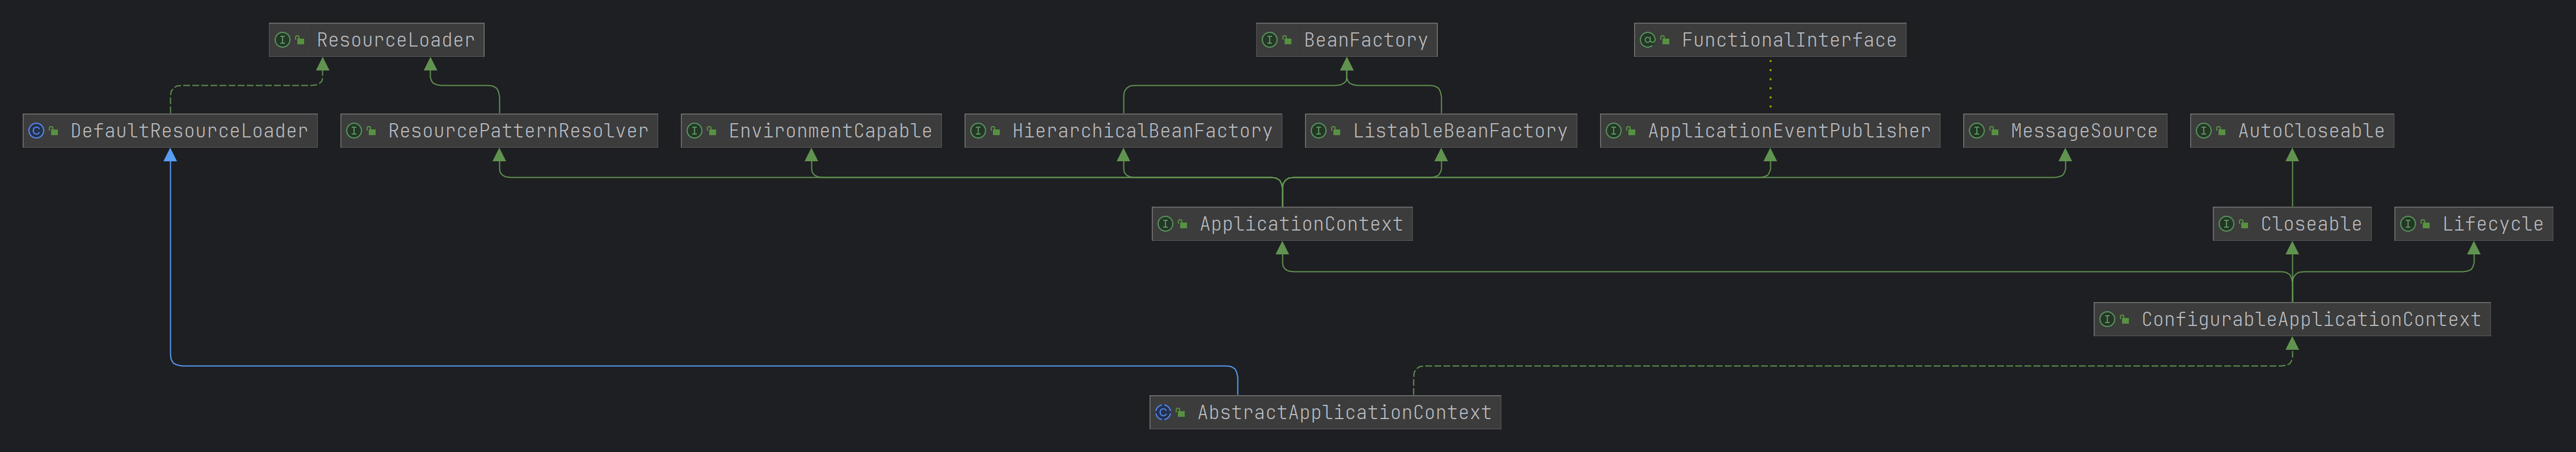 ResourceLoader
BeanFactory
FunctionalInterface
DefaultResourceLoader
ResourcePatternResolver
EnvironmentCapable
HierarchicalBeanFactory
ListableBeanFactory
ApplicationEventPublisher
MessageSource
AutoCloseable
ApplicationContext
Closeable
Lifecycle
ConfigurableApplicationContext
AbstractApplicationContext